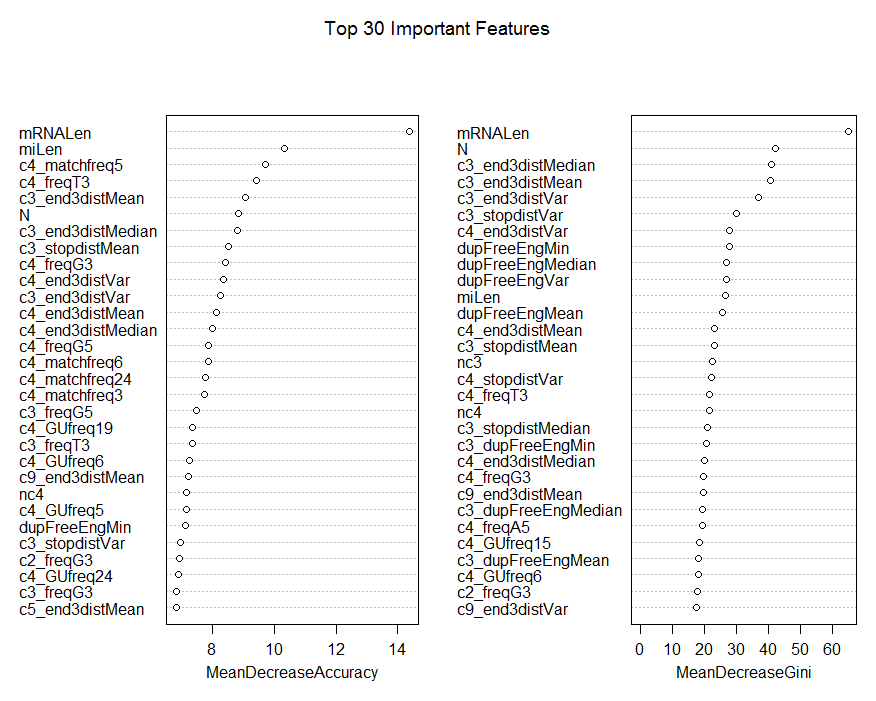 Top 30 Important Features
mRNALen
miLen
c4_matchfreq5
c4_freqT3
c3_end3distMean
N
c3_end3distMedian
c3_stopdistMean
c4_freqG3
c4_end3distVar
c3_end3distVar
c4_end3distMean
c4_end3distMedian
c4_freqG5
c4_matchfreq6
c4_matchfreq24
c4_matchfreq3
c3_freqG5
c4_GUfreq19
c3_freqT3
c4_GUfreq6
c9_end3distMean
nc4
c4_GUfreq5
dupFreeEngMin
c3_stopdistVar
c2_freqG3
c4_GUfreq24
c3_freqG3
c5_end3distMean
8 10 12 14
MeanDecreaseAccuracy
mRNALen
N
c3_end3distMedian
c3_end3distMean
c3_end3distVar
c3_stopdistVar
c4_end3distVar
dupFreeEngMin
dupFreeEngMedian
dupFreeEngVar
miLen
dupFreeEngMean
c4_end3distMean
c3_stopdistMean
nc3
c4_stopdistVar
c4_freqT3
nc4
c3_stopdistMedian
c3_dupFreeEngMin
c4_end3distMedian
c4_freqG3
c9_end3distMean
c3_dupFreeEngMedian
c4_freqA5
c4_GUfreq15
c3_dupFreeEngMean
c4_GUfreq6
c2_freqG3
c9_end3distVar
0 10 20 30 40 50 60
MeanDecreaseGini